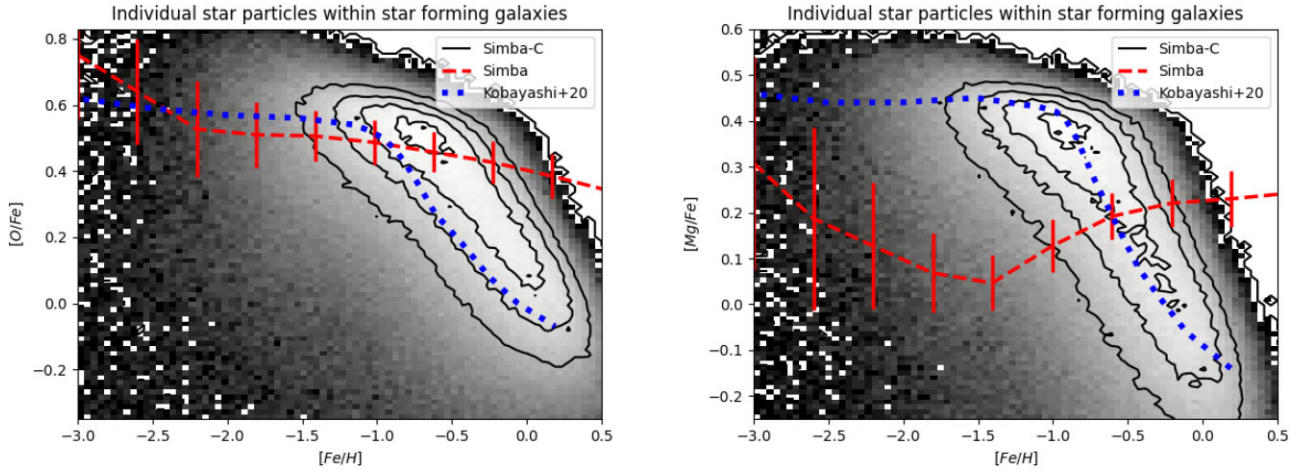 Individual star particles within star forming galaxies
0.8
0.6
0.4
0.2
0.0
−0.2
[O/Fe]
Simba-C
Simba
Kobayashi+20
−3.0 −2.5 −2.0 −1.5 −1.0 −0.5 0.0 0.5
[Fe/H]
Individual star particles within star forming galaxies
0.6
0.5
0.4
0.3
0.2
0.1
0.0
−0.1
−0.2
[Mg/Fe]
Simba-C
Simba
Kobayashi+20
−3.0 −2.5 −2.0 −1.5 −1.0 −0.5 0.0 0.5
[Fe/H]